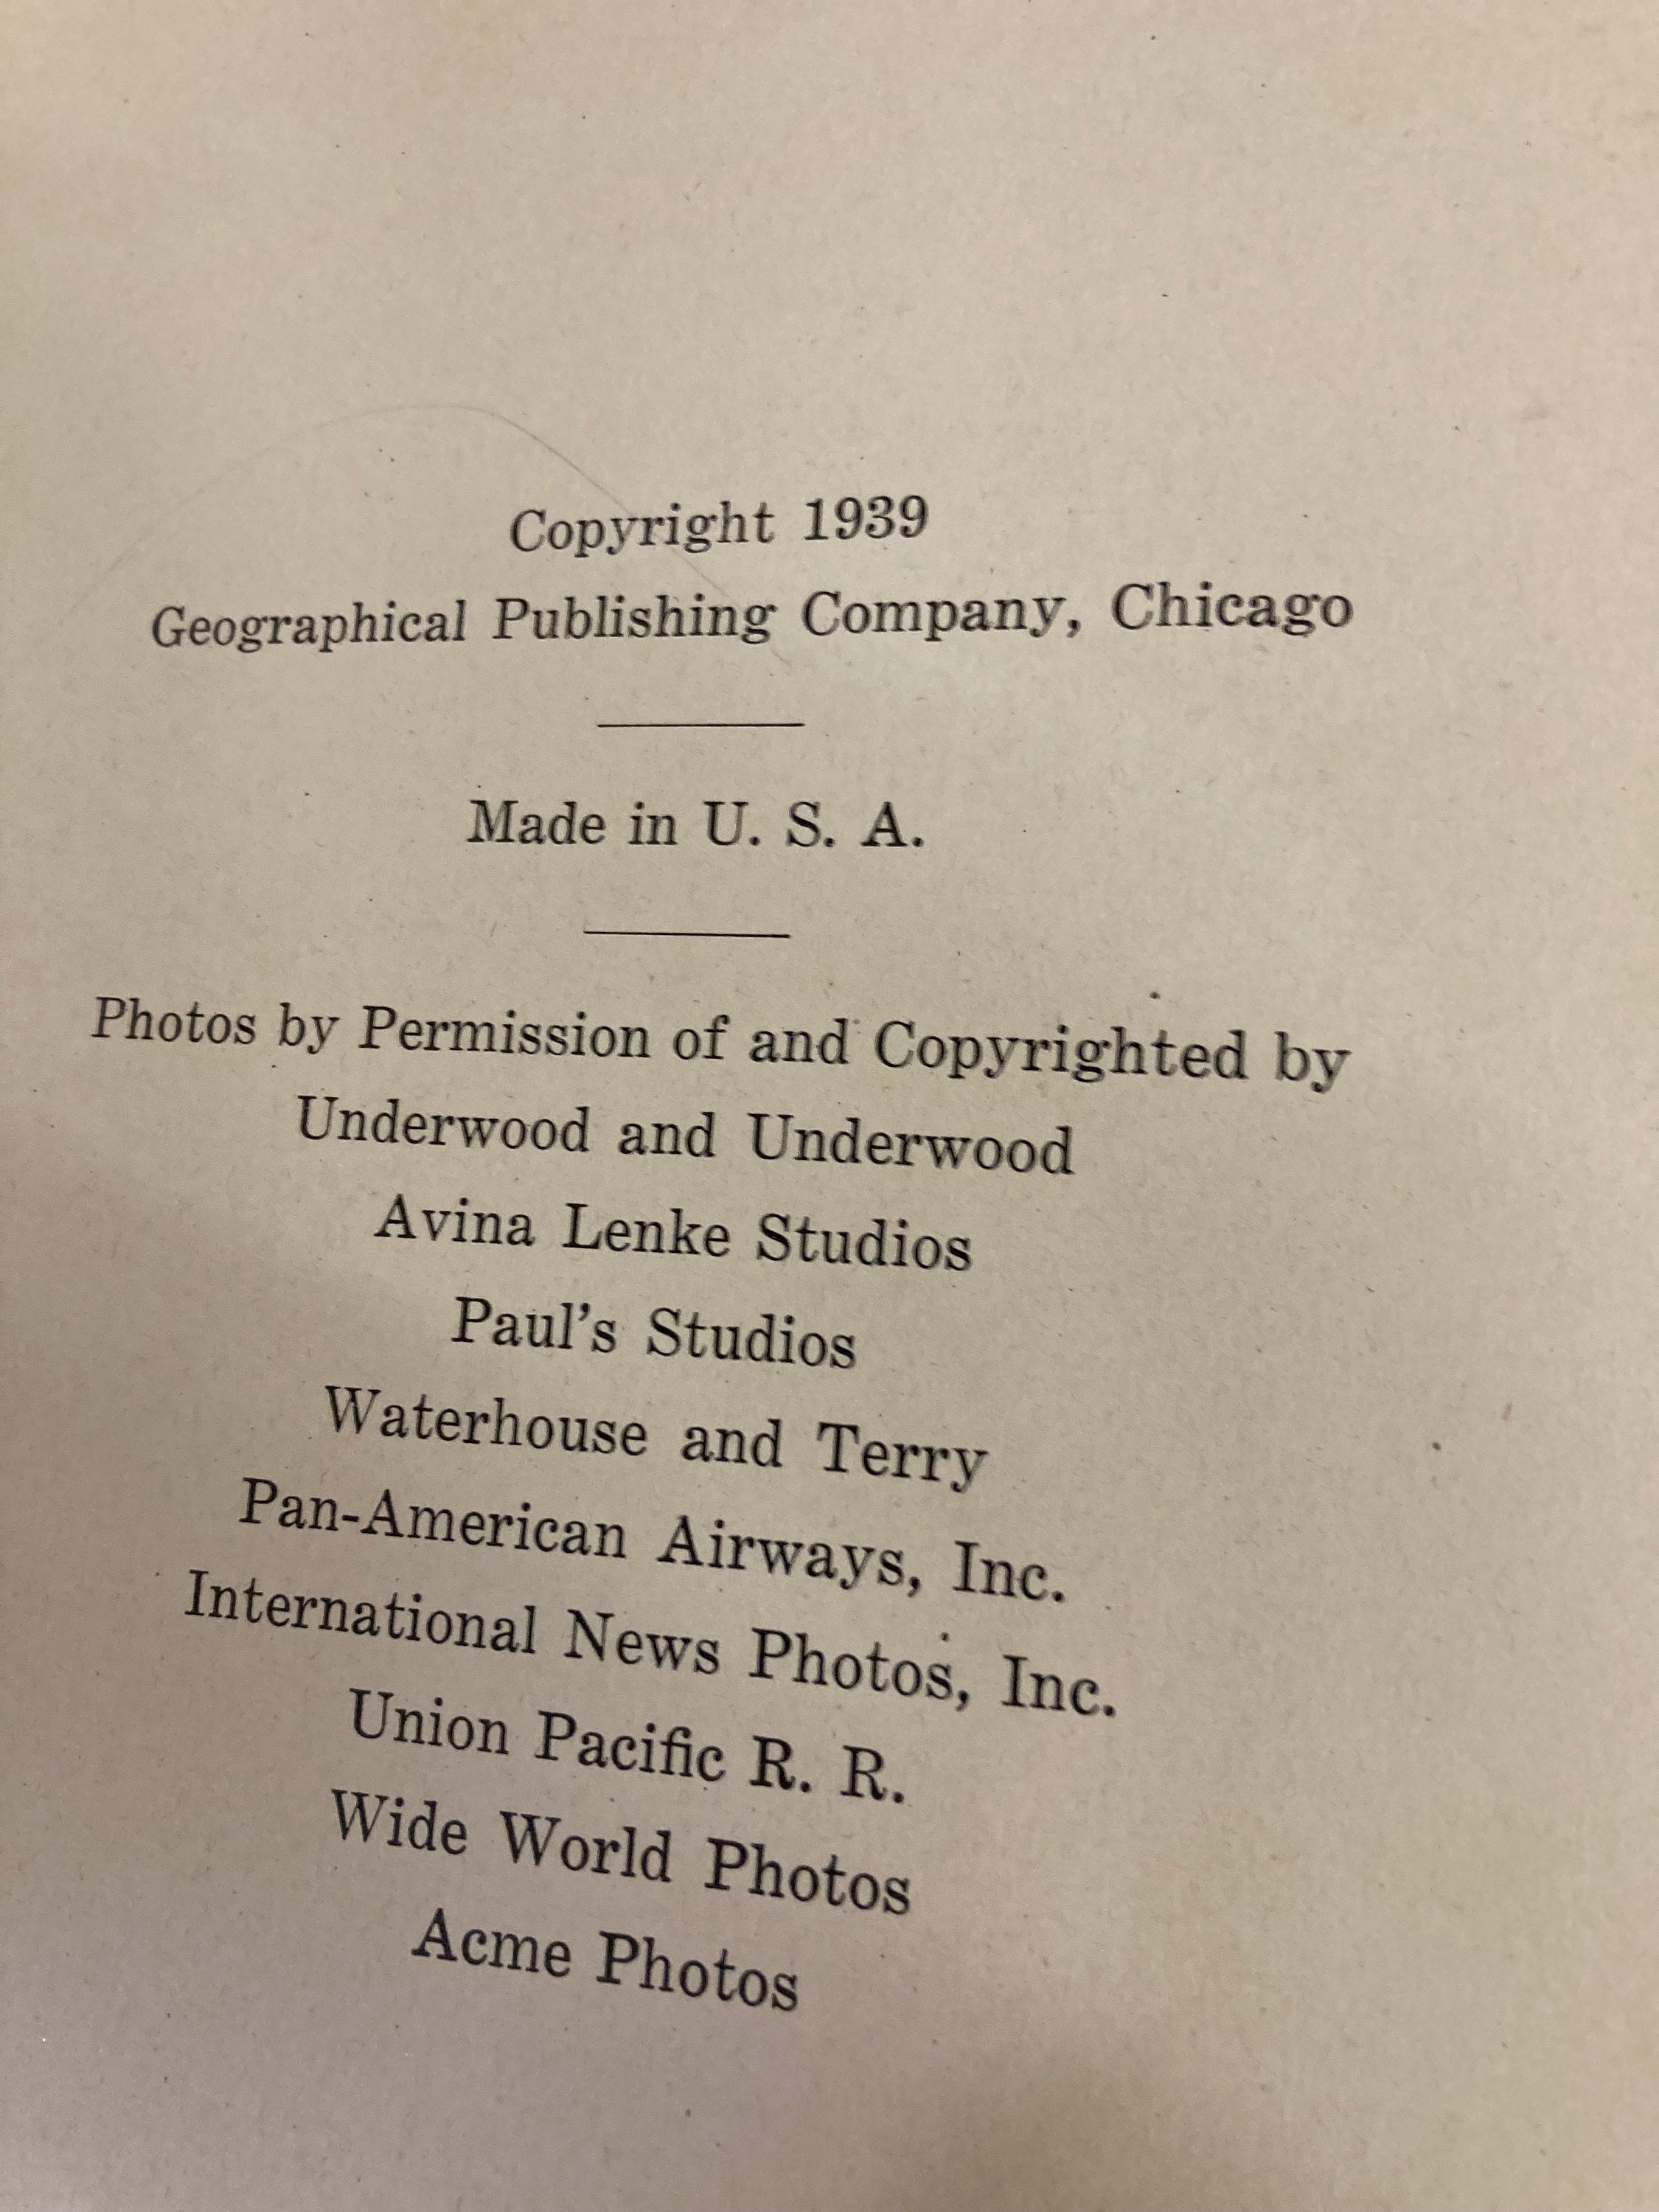 Copyright 1939
Geographical Publishing Company, Chicago
Made in U. S. A.
Photos by Permission of and Copyrighted by
Underwood and Underwood
Avina Lenke Studios
Paul's Studios
Waterhouse and Terry
Pan-American Airways, Inc.
International News Photos, Inc.
Union Pacific R. R.
Wide World Photos
Acme Photos